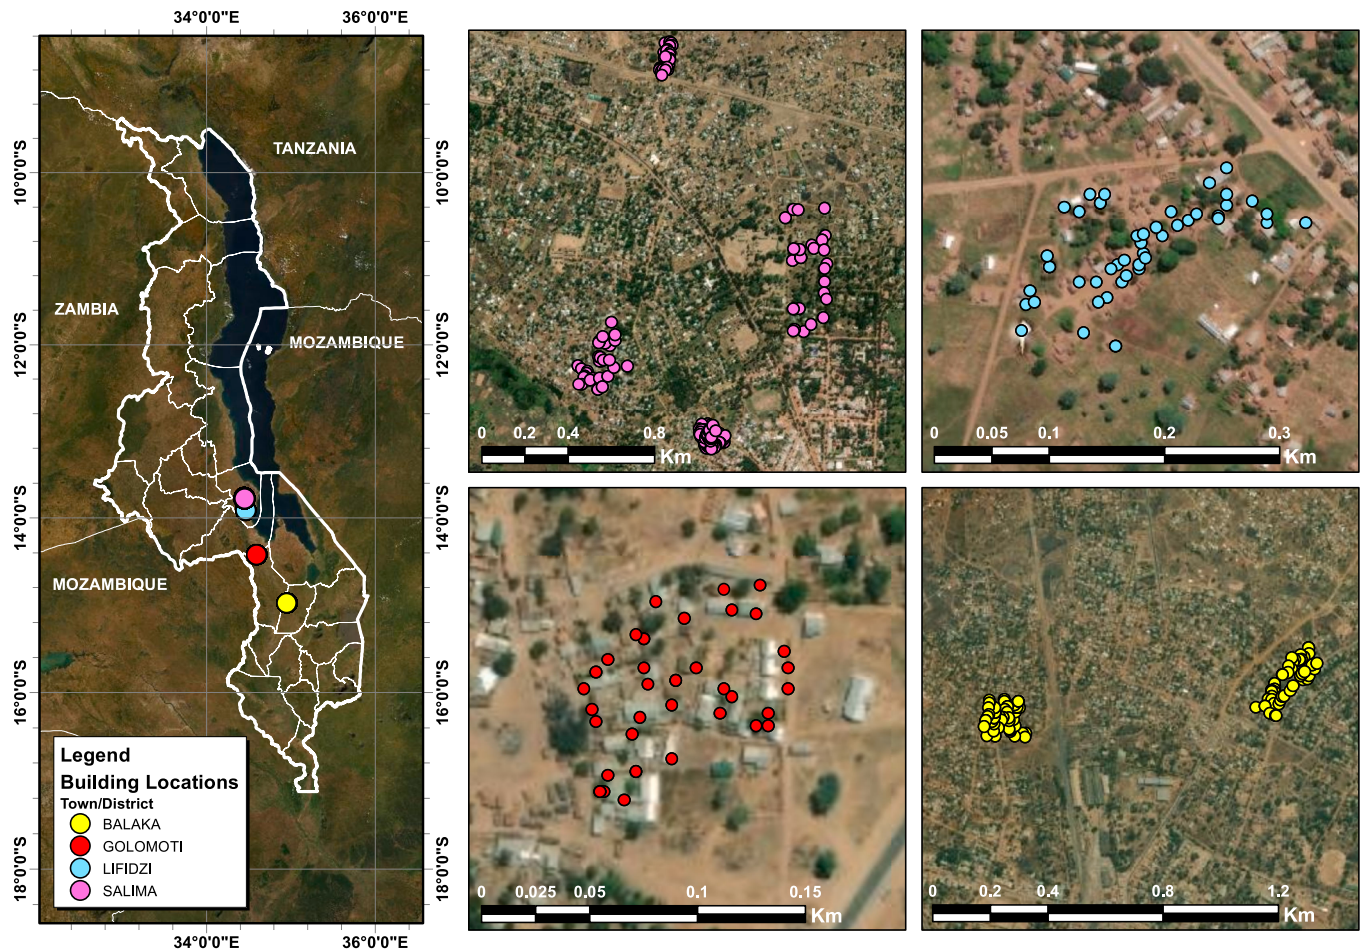 34°0'0"E 36°0'0"E
10°0'0"S
12°0'0"S
14°0'0"S
16°0'0"S
18°0'0"S
TANZANIA
ZAMBIA
MOZAMBIQUE
MOZAMBIQUE
Legend
Building Locations
Town/District
BALAKA
GOLOMOTI
LIFIDZI
SALIMA
10°0'0"S
12°0'0"S
14°0'0"S
16°0'0"S
18°0'0"S
34°0'0"E 36°0'0"E
0 0.2 0.4 0.8
Km
0 0.05 0.1 0.2 0.3
Km
0 0.025 0.05 0.1 0.15
Km
0 0.2 0.4 0.8 1.2
Km